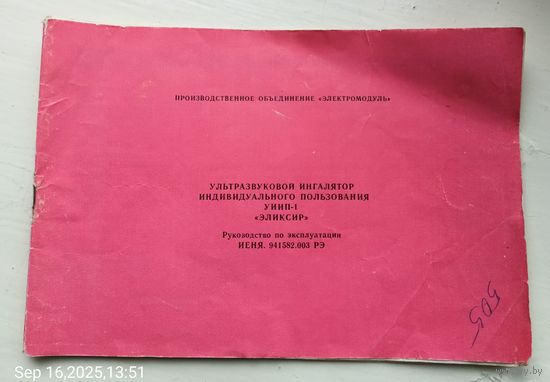 ПРОИЗВОДСТВЕННОЕ ОБЪЕДИНЕНИЕ «ЭЛЕКТРОМОДУЛЬ»
УЛЬТРАЗВУКОВОЙ ИНГАЛЯТОР
ИНДИВИДУАЛЬНОГО ПОЛЬЗОВАНИЯ
УИИП-1
«ЭЛИКСИР»
Руководство по эксплуатации
ИЕНЯ. 941582.003 РЭ
Sep 16,2025,13:51